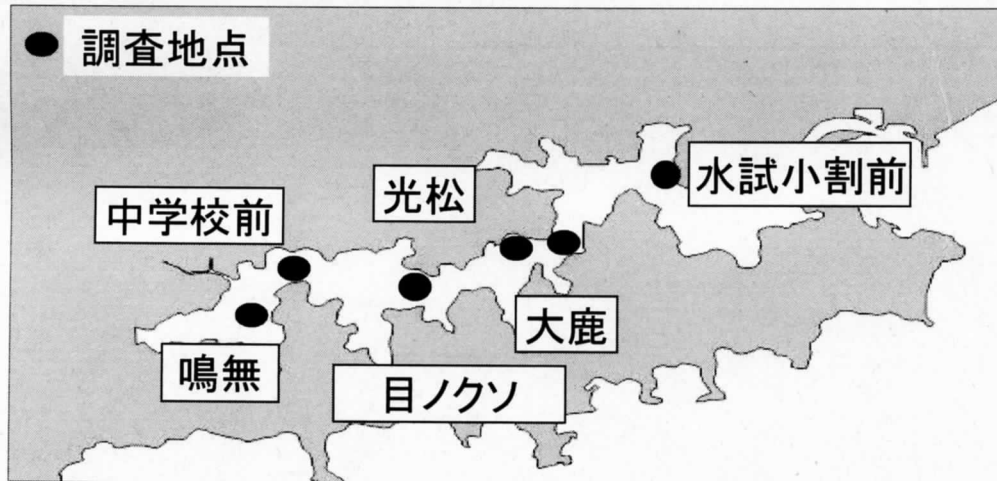 調査地点
水試小割前
光松
中学校前
大鹿
鳴無
目ノクソ